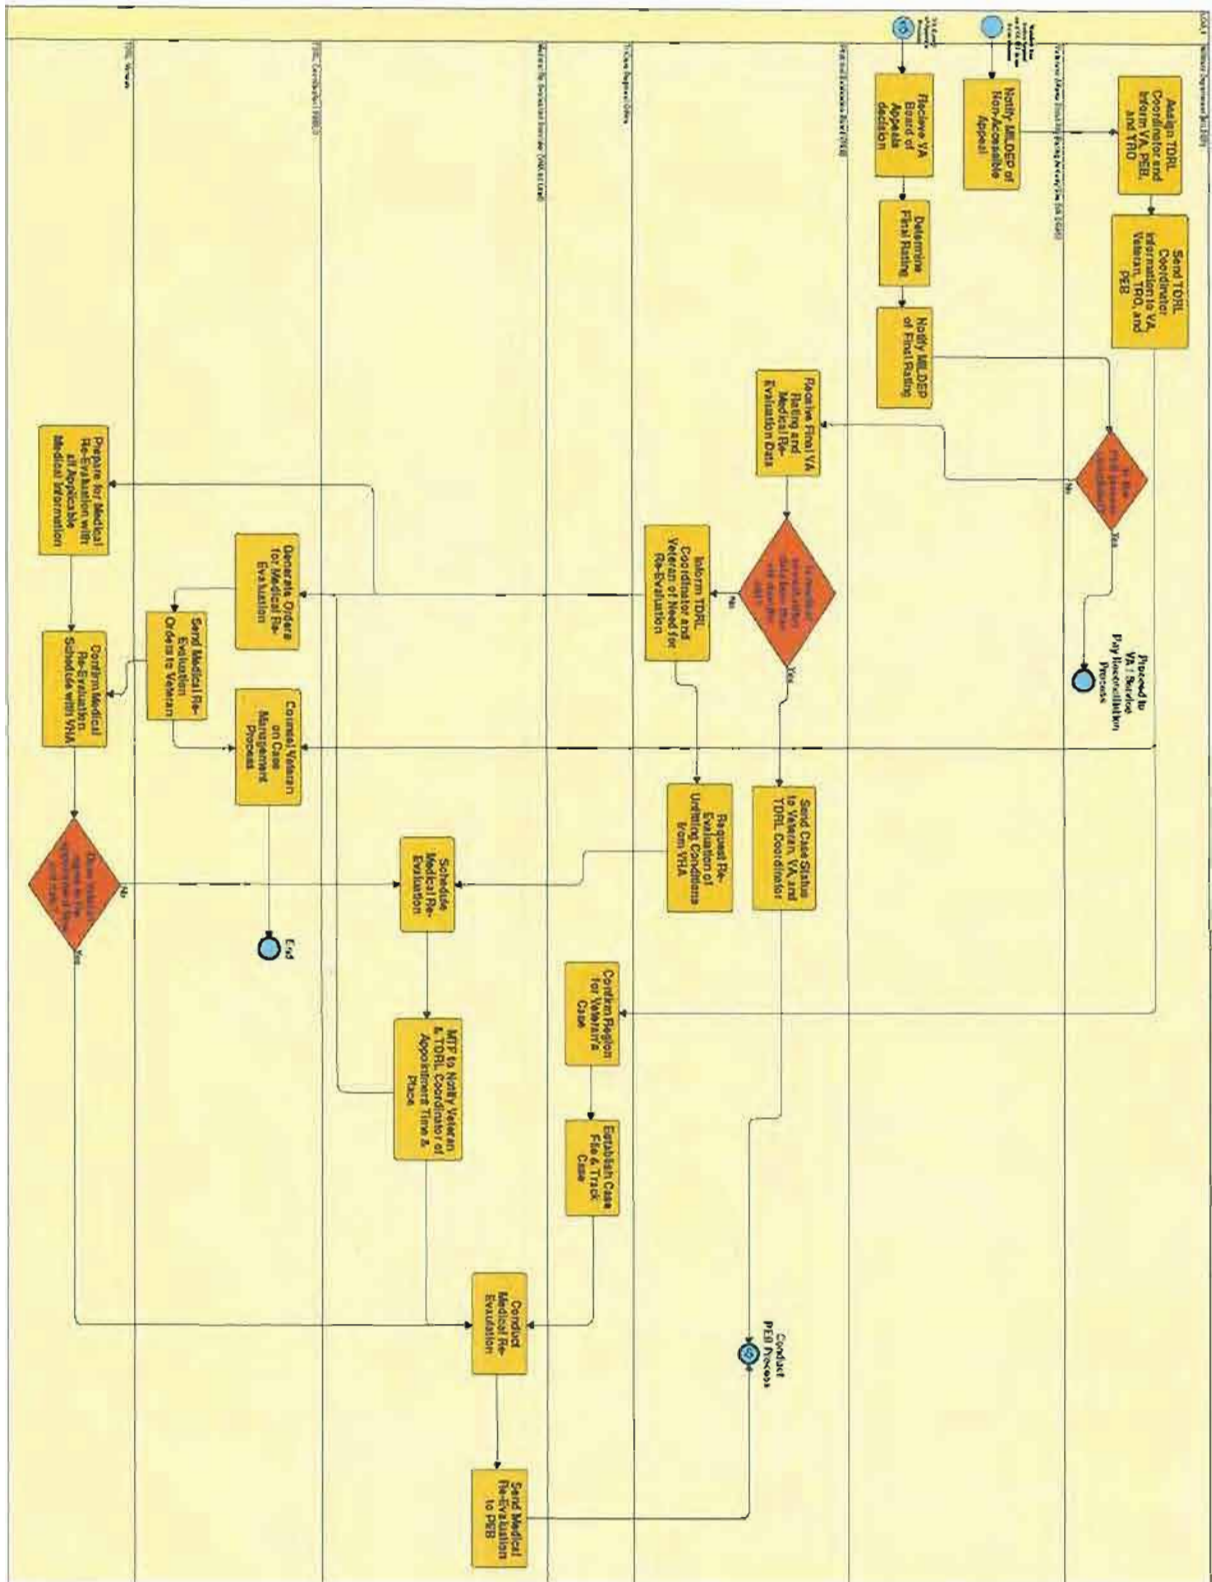 Assign TDRL
Coordinator and
Inform VA, PEB,
and TRO
Send TDRL
Coordinator
Information to VA,
Veteran, TRO, and
PEB
Yes
No
Proceed to
VA / Service
Pay Reconciliation
Process
Notify MILDEP of
Non-Accessible
Appeal
Recieve VA
Board of
Appeals
decision
Determine
Final Rating
Notify MILDEP
of Final Rating
Receive Final VA
Rating and
Medical Re-
Evaluation Data
Yes
No
Send Case Status
to Veteran, VA, and
TDRL Coordinator
Conduct
PEB Process
Inform TDRL
Coordinator and
Veteran of Need for
Re-Evaluation
Request Re-
Evaluation of
Unfitting Conditions
from VHA
Confirm Region
for Veteran's
Case
Establish Case
File & Track
Case
Schedule
Medical Re-
Evaluation
MTF to Notify Veteran
& TDRL Coordinator of
Appointment Time &
Place
Conduct
Medical Re-
Evaulation
Send Medical
Re-Evaluation
to PEB
Generate Orders
for Medical Re-
Evaluation
Send Medical Re-
Evaluation
Orders to Veteran
Counsel Veteran
on Case
Management
Process
End
Prepare for Medical
Re-Evaluation with
all Applicable
Medical Information
Confirm Medical
Re-Evaluation
Schedule with VHA
No
Yes